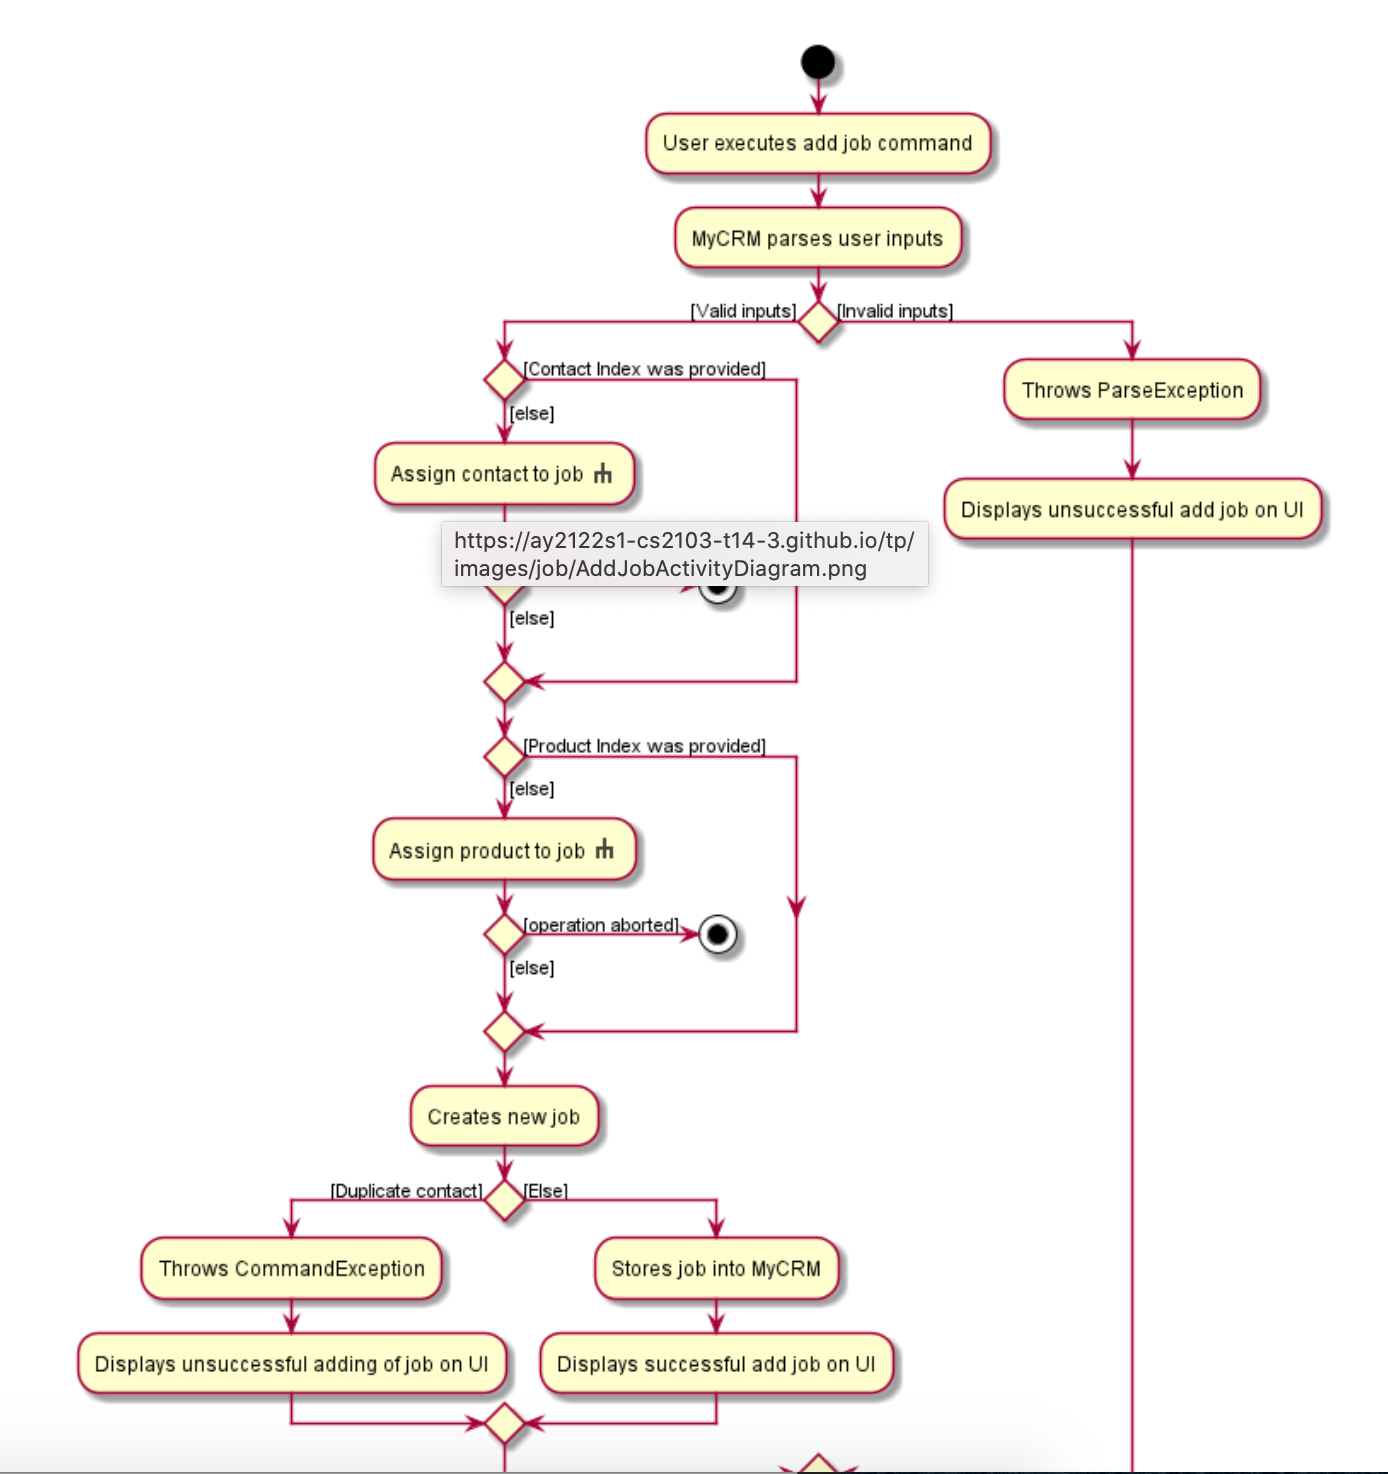 User executes add job command
MyCRM parses user inputs
[Valid inputs]
[Invalid inputs]
[Contact Index was provided]
[else]
Throws ParseException
Assign contact to job
Displays unsuccessful add job on UI
https://ay2122s1-cs2103-t14-3.github.io/tp/
images/job/AddJobActivityDiagram.png
[else]
[Product Index was provided]
[else]
Assign product to job
[operation aborted]
[else]
Creates new job
[Duplicate contact]
[Else]
Throws CommandException
Stores job into MyCRM
Displays unsuccessful adding of job on UI
Displays successful add job on UI